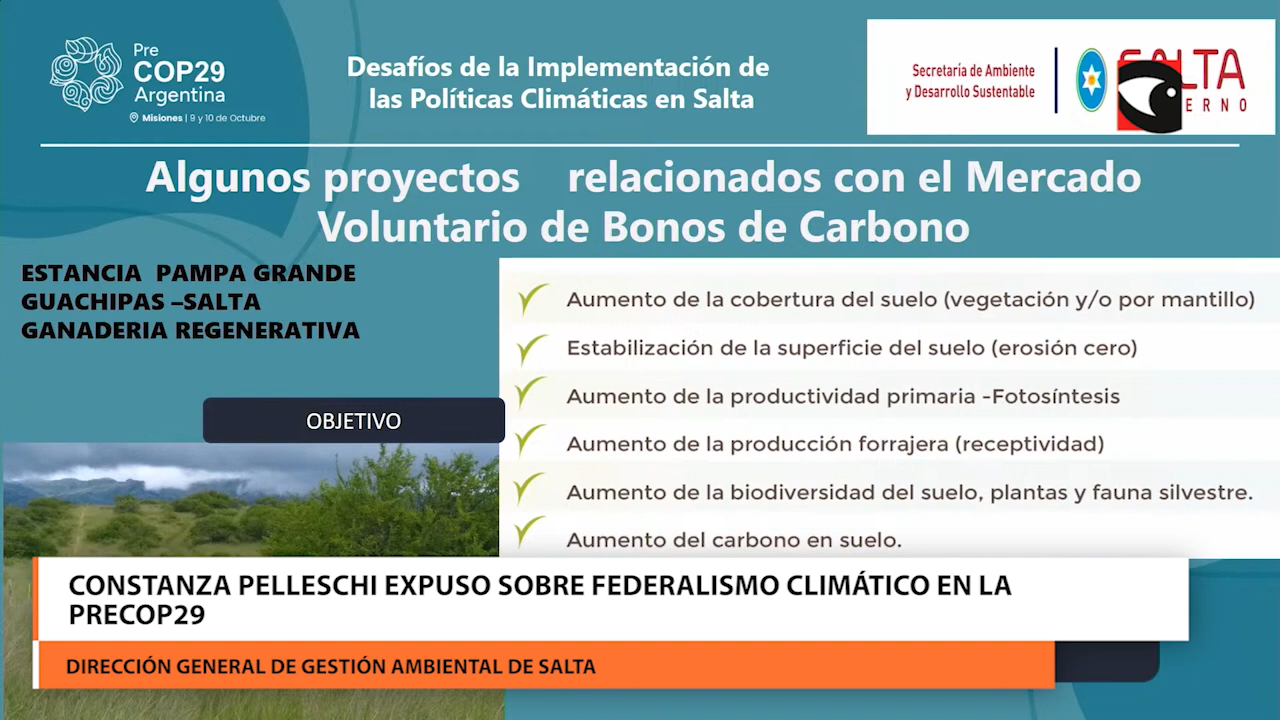 Pre
COP29
Argentina
Misiones | 9 y 10 de Octubre
Desafíos de la Implementación de
las Políticas Climáticas en Salta
Secretaría de Ambiente
y Desarrollo Sustentable
Algunos proyectos relacionados con el Mercado
Voluntario de Bonos de Carbono
ESTANCIA PAMPA GRANDE
GUACHIPAS –SALTA
GANADERIA REGENERATIVA
OBJETIVO
Aumento de la cobertura del suelo (vegetación y/o por mantillo)
Estabilización de la superficie del suelo (erosión cero)
Aumento de la productividad primaria -Fotosíntesis
Aumento de la producción forrajera (receptividad)
Aumento de la biodiversidad del suelo, plantas y fauna silvestre.
Aumento del carbono en suelo.
CONSTANZA PELLESCHI EXPUSO SOBRE FEDERALISMO CLIMÁTICO EN LA
PRECOP29
DIRECCIÓN GENERAL DE GESTIÓN AMBIENTAL DE SALTA